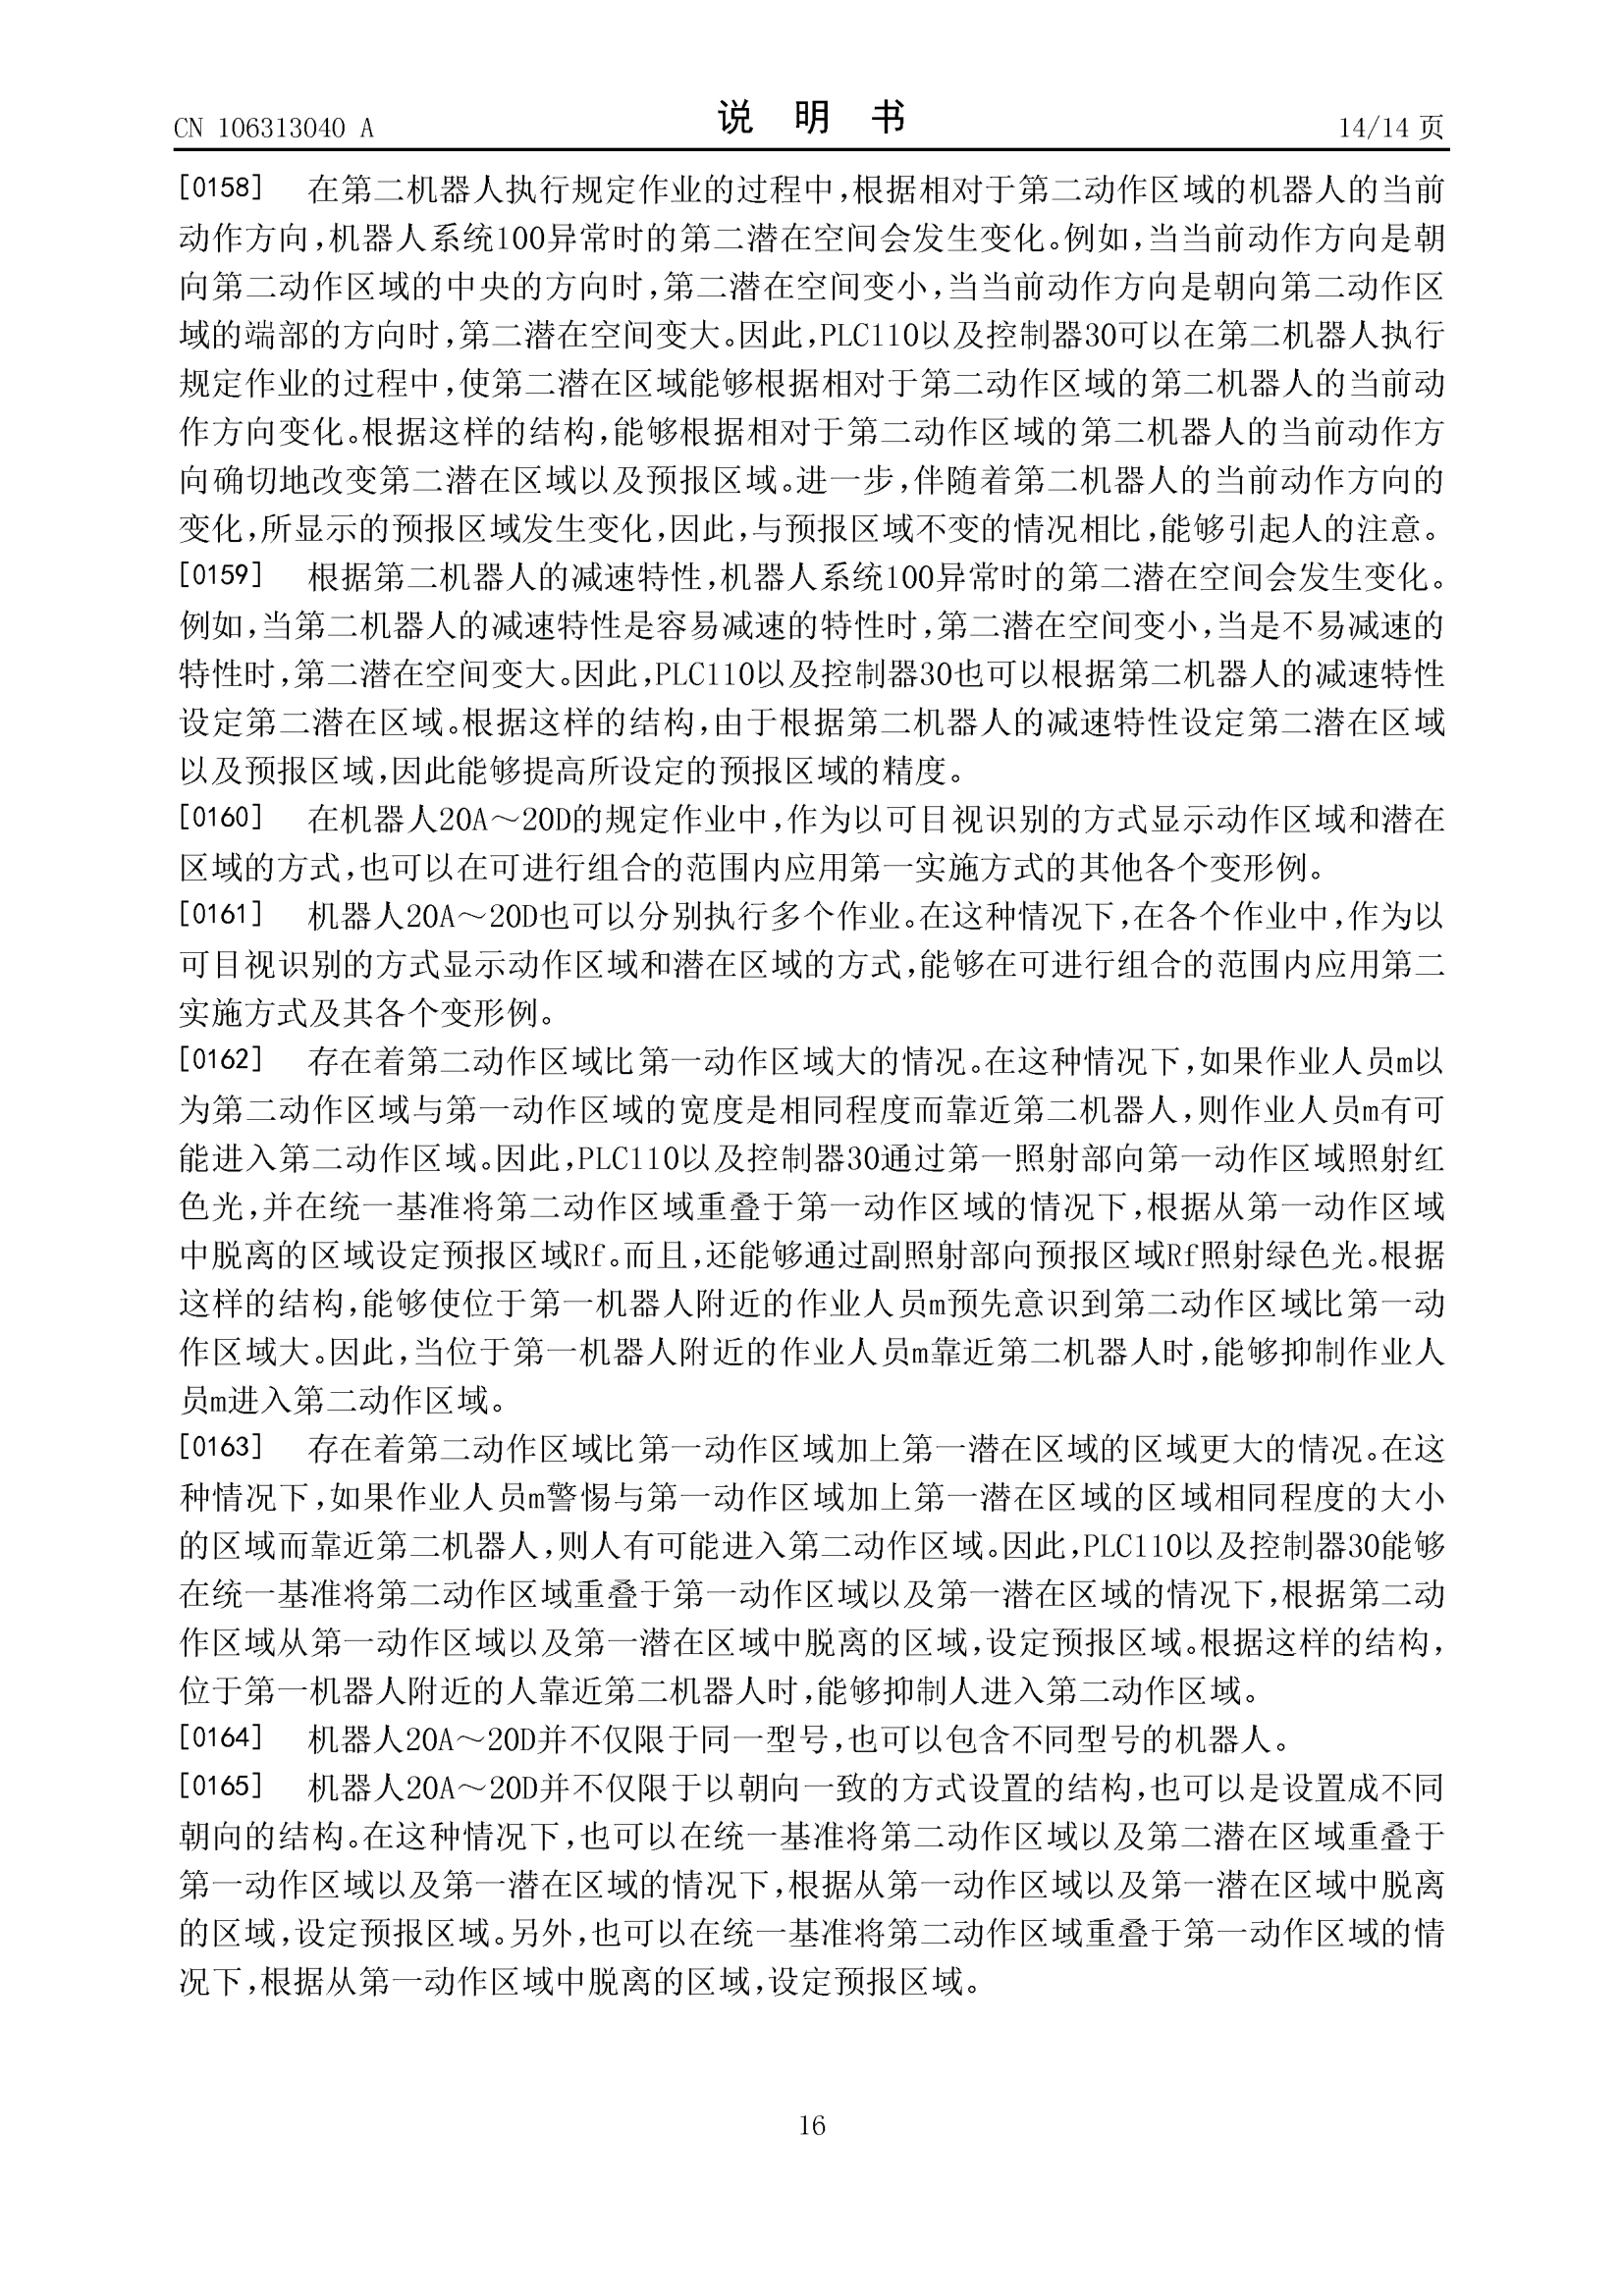 CN 106313040 A
说 明 书
14/14 页
[0158] 在第二机器人执行规定作业的过程中,根据相对于第二动作区域的机器人的当前
动作方向,机器人系统100异常时的第二潜在空间会发生变化。例如,当当前动作方向是朝
向第二动作区域的中央的方向时,第二潜在空间变小,当当前动作方向是朝向第二动作区
域的端部的方向时,第二潜在空间变大。因此,PLC110以及控制器30可以在第二机器人执行
规定作业的过程中,使第二潜在区域能够根据相对于第二动作区域的第二机器人的当前动
作方向变化。根据这样的结构,能够根据相对于第二动作区域的第二机器人的当前动作方
向确切地改变第二潜在区域以及预报区域。进一步,伴随着第二机器人的当前动作方向的
变化,所显示的预报区域发生变化,因此,与预报区域不变的情况相比,能够引起人的注意。
[0159] 根据第二机器人的减速特性,机器人系统100异常时的第二潜在空间会发生变化。
例如,当第二机器人的减速特性是容易减速的特性时,第二潜在空间变小,当是不易减速的
特性时,第二潜在空间变大。因此,PLC110以及控制器30也可以根据第二机器人的减速特性
设定第二潜在区域。根据这样的结构,由于根据第二机器人的减速特性设定第二潜在区域
以及预报区域,因此能够提高所设定的预报区域的精度。
[0160] 在机器人20A～20D的规定作业中,作为以可目视识别的方式显示动作区域和潜在
区域的方式,也可以在可进行组合的范围内应用第一实施方式的其他各个变形例。
[0161] 机器人20A～20D也可以分别执行多个作业。在这种情况下,在各个作业中,作为以
可目视识别的方式显示动作区域和潜在区域的方式,能够在可进行组合的范围内应用第二
实施方式及其各个变形例。
[0162] 存在着第二动作区域比第一动作区域大的情况。在这种情况下,如果作业人员m以
为第二动作区域与第一动作区域的宽度是相同程度而靠近第二机器人,则作业人员m有可
能进入第二动作区域。因此,PLC110以及控制器30通过第一照射部向第一动作区域照射红
色光,并在统一基准将第二动作区域重叠于第一动作区域的情况下,根据从第一动作区域
中脱离的区域设定预报区域Rf。而且,还能够通过副照射部向预报区域Rf照射绿色光。根据
这样的结构,能够使位于第一机器人附近的作业人员m预先意识到第二动作区域比第一动
作区域大。因此,当位于第一机器人附近的作业人员m靠近第二机器人时,能够抑制作业人
员m进入第二动作区域。
[0163] 存在着第二动作区域比第一动作区域加上第一潜在区域的区域更大的情况。在这
种情况下,如果作业人员m警惕与第一动作区域加上第一潜在区域的区域相同程度的大小
的区域而靠近第二机器人,则人有可能进入第二动作区域。因此,PLC110以及控制器30能够
在统一基准将第二动作区域重叠于第一动作区域以及第一潜在区域的情况下,根据第二动
作区域从第一动作区域以及第一潜在区域中脱离的区域,设定预报区域。根据这样的结构,
位于第一机器人附近的人靠近第二机器人时,能够抑制人进入第二动作区域。
[0164] 机器人20A～20D并不仅限于同一型号,也可以包含不同型号的机器人。
[0165] 机器人20A～20D并不仅限于以朝向一致的方式设置的结构,也可以是设置成不同
朝向的结构。在这种情况下,也可以在统一基准将第二动作区域以及第二潜在区域重叠于
第一动作区域以及第一潜在区域的情况下,根据从第一动作区域以及第一潜在区域中脱离
的区域,设定预报区域。另外,也可以在统一基准将第二动作区域重叠于第一动作区域的情
况下,根据从第一动作区域中脱离的区域,设定预报区域。
16